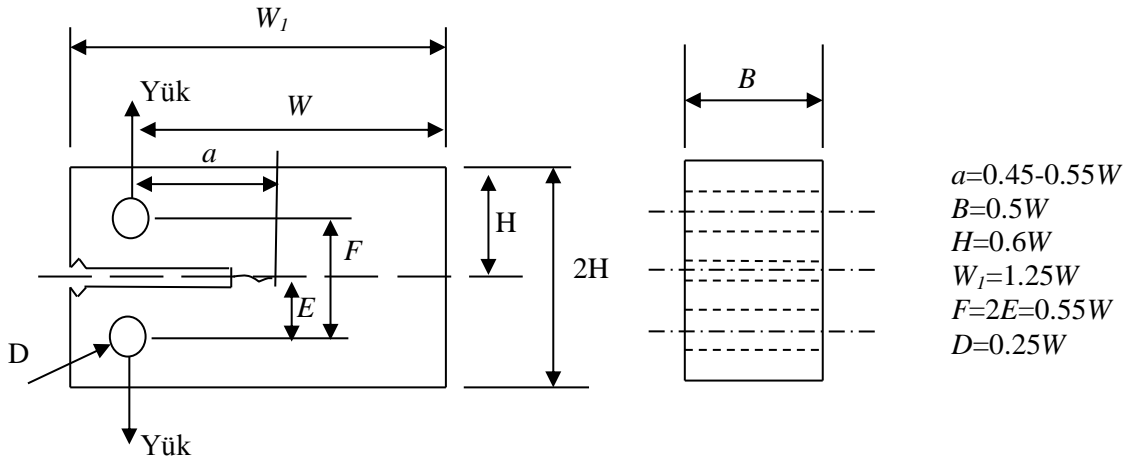 W₁
Yük
W
a
H
F
2H
E
D
Yük
B
a=0.45-0.55W
B=0.5W
H=0.6W
W₁=1.25W
F=2E=0.55W
D=0.25W